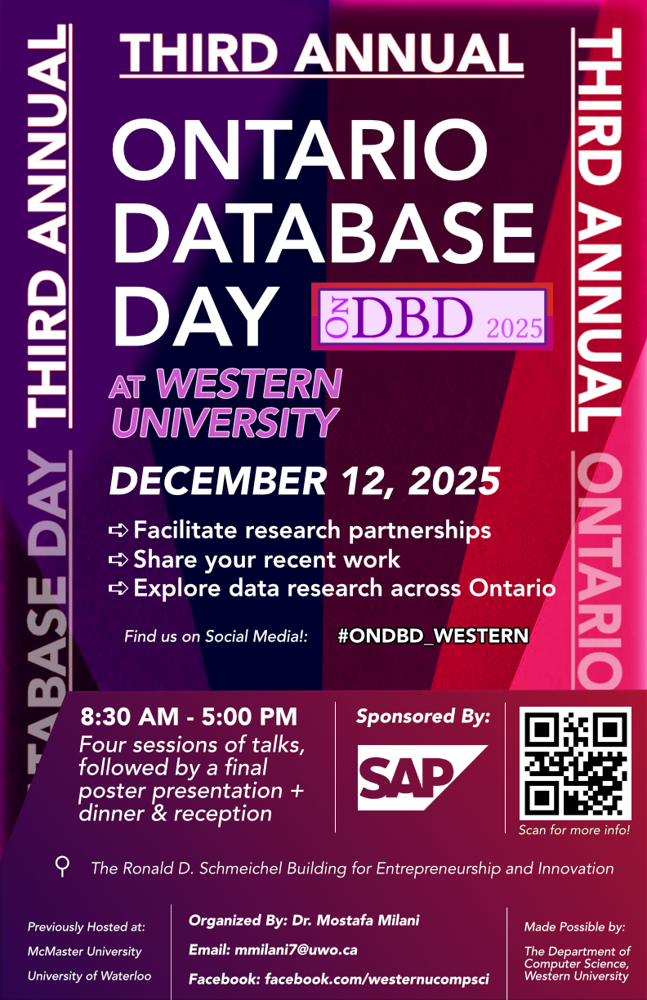 THIRD ANNUAL
THIRD ANNUAL
THIRD ANNUAL
ONTARIO
DATABASE
DAY
ON DBD 2025
AT WESTERN
UNIVERSITY
DECEMBER 12, 2025
➪ Facilitate research partnerships
➪ Share your recent work
➪ Explore data research across Ontario
DATABASE DAY
ONTARIO
Find us on Social Media!: #ONDBD_WESTERN
8:30 AM - 5:00 PM
Four sessions of talks,
followed by a final
poster presentation +
dinner & reception
Sponsored By:
SAP
Scan for more info!
The Ronald D. Schmeichel Building for Entrepreneurship and Innovation
Previously Hosted at:
McMaster University
University of Waterloo
Organized By: Dr. Mostafa Milani
Email: mmilani7@uwo.ca
Facebook: facebook.com/westernucompsci
Made Possible by:
The Department of
Computer Science,
Western University